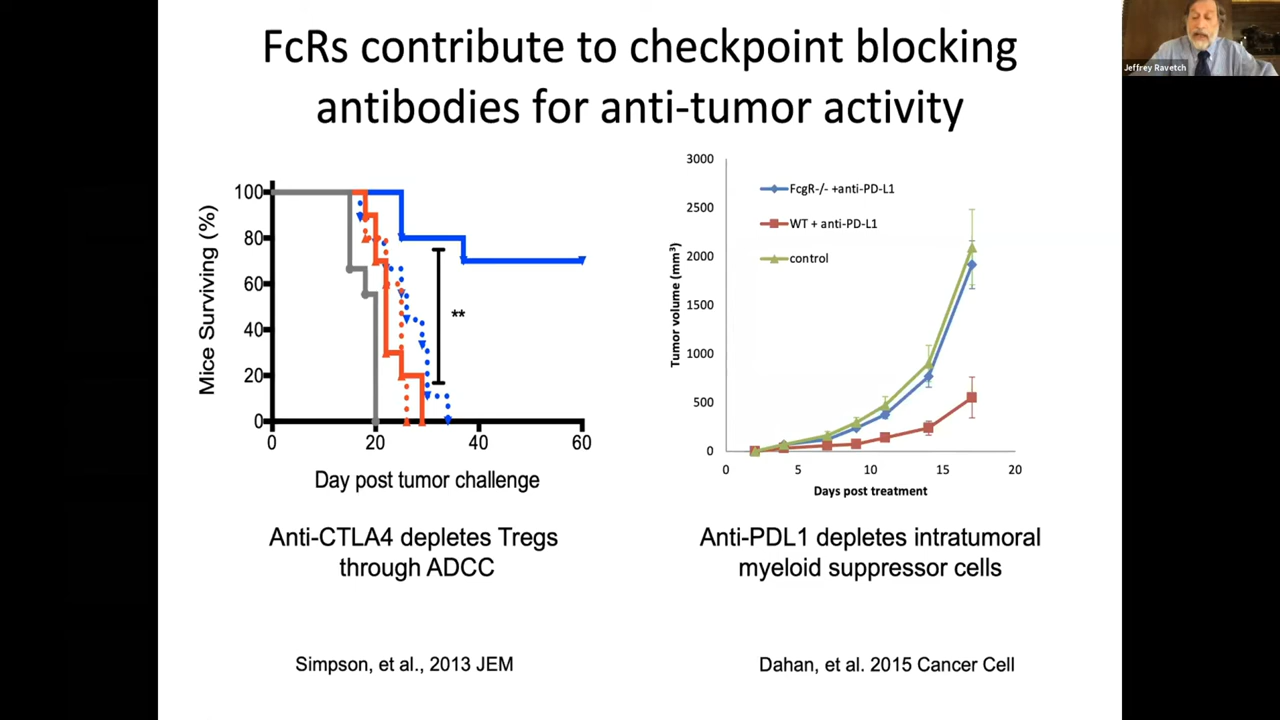 FcRs contribute to checkpoint blocking
antibodies for anti-tumor activity
Jeffrey Ravetch
Mice Surviving (%)
100
80
60
40
20
0
0 20 40 60
**
Day post tumor challenge
Anti-CTLA4 depletes Tregs
through ADCC
Simpson, et al., 2013 JEM
Tumor volume (mm³)
3000
2500
2000
1500
1000
500
0
0 5 10 15 20
FcgR-/- +anti-PD-L1
WT + anti-PD-L1
control
Days post treatment
Anti-PDL1 depletes intratumoral
myeloid suppressor cells
Dahan, et al. 2015 Cancer Cell